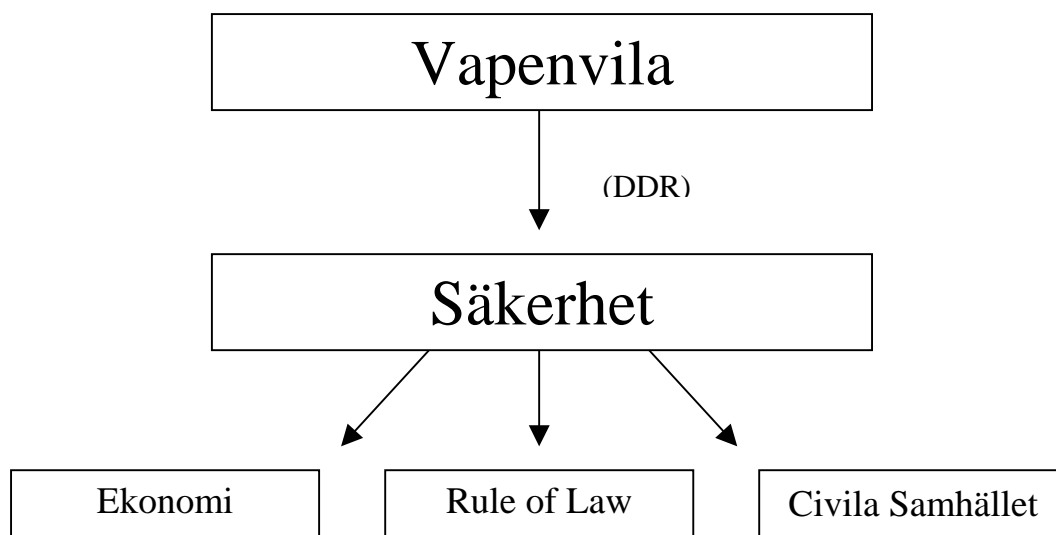 Vapenvila
(DDR)
Säkerhet
Ekonomi
Rule of Law
Civila Samhället